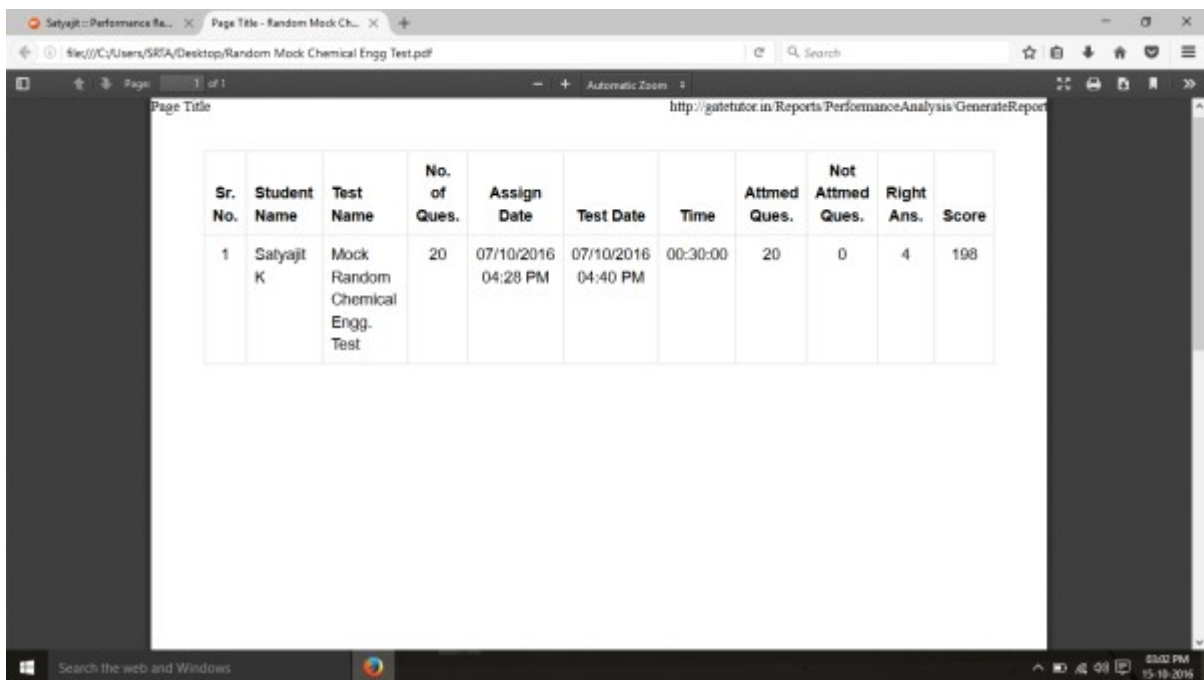 Satyajit :: Performance Ra...
Page Title - Random Mock Ch...
file:///C:/Users/SRTA/Desktop/Random Mock Chemical Engg Test.pdf
Search
Page: 1 of 1
Automatic Zoom
Page Title
http://gatetutor.in/Reports/PerformanceAnalysis/GenerateReport
Sr. No. Student Name Test Name No. of Ques. Assign Date Test Date Time Attmed Ques. Not Attmed Ques. Right Ans. Score
1 Satyajit K Mock Random Chemical Engg. Test 20 07/10/2016 04:28 PM 07/10/2016 04:40 PM 00:30:00 20 0 4 198
Search the web and Windows
03:02 PM
15-10-2016